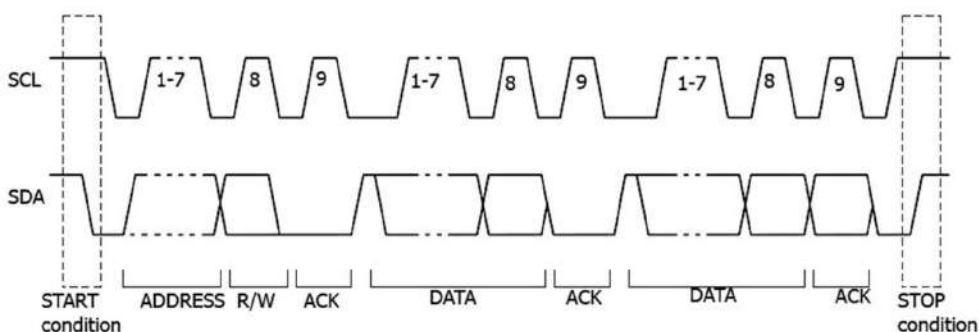 SCL
1-7 8 9 1-7 8 9 1-7 8 9
SDA
START
condition
ADDRESS R/W ACK DATA ACK DATA ACK
STOP
condition